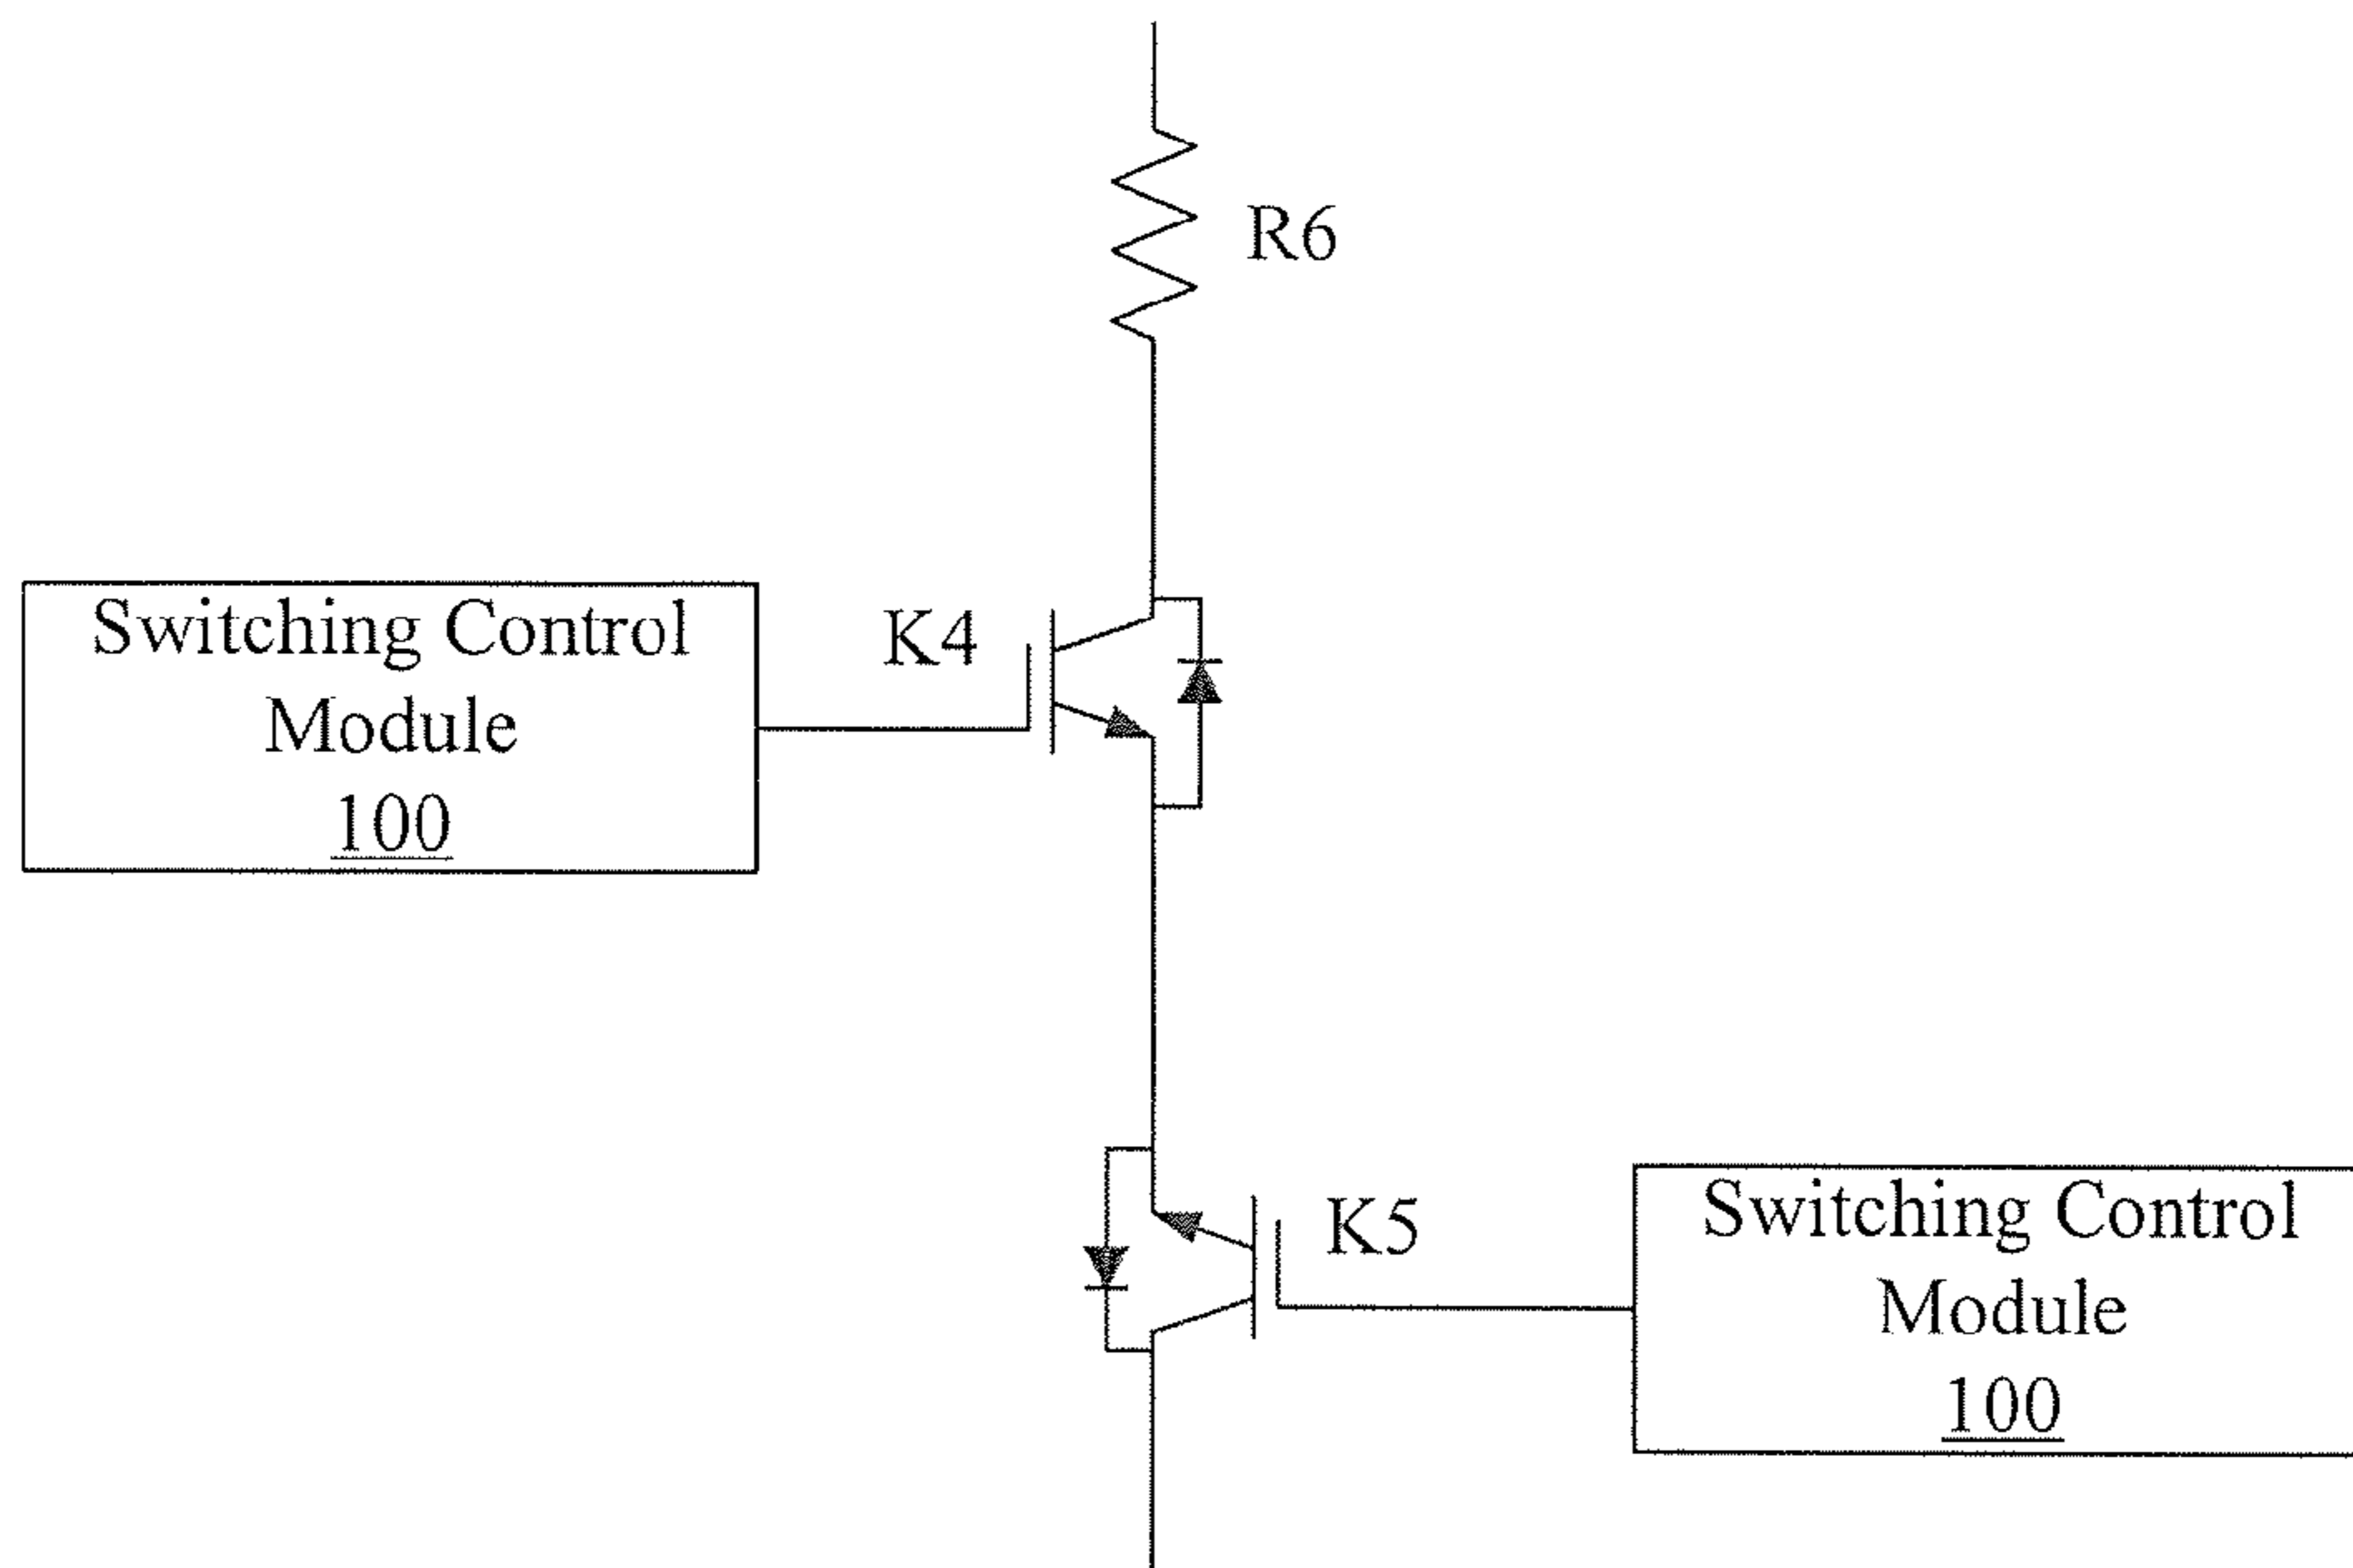 R6
K4
Switching Control
Module
100
K5
Switching Control
Module
100